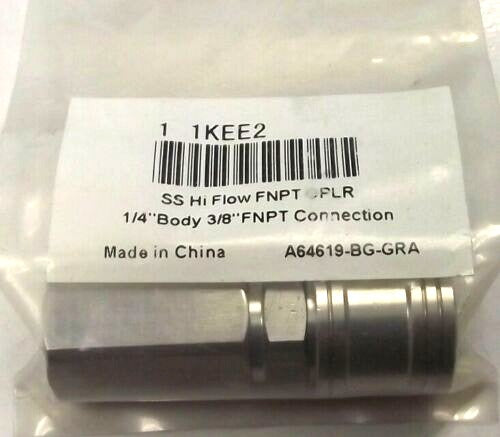 1 1KEE2
SS Hi Flow FNPT CPLR
1/4"Body 3/8"FNPT Connection
Made in China A64619-BG-GRA